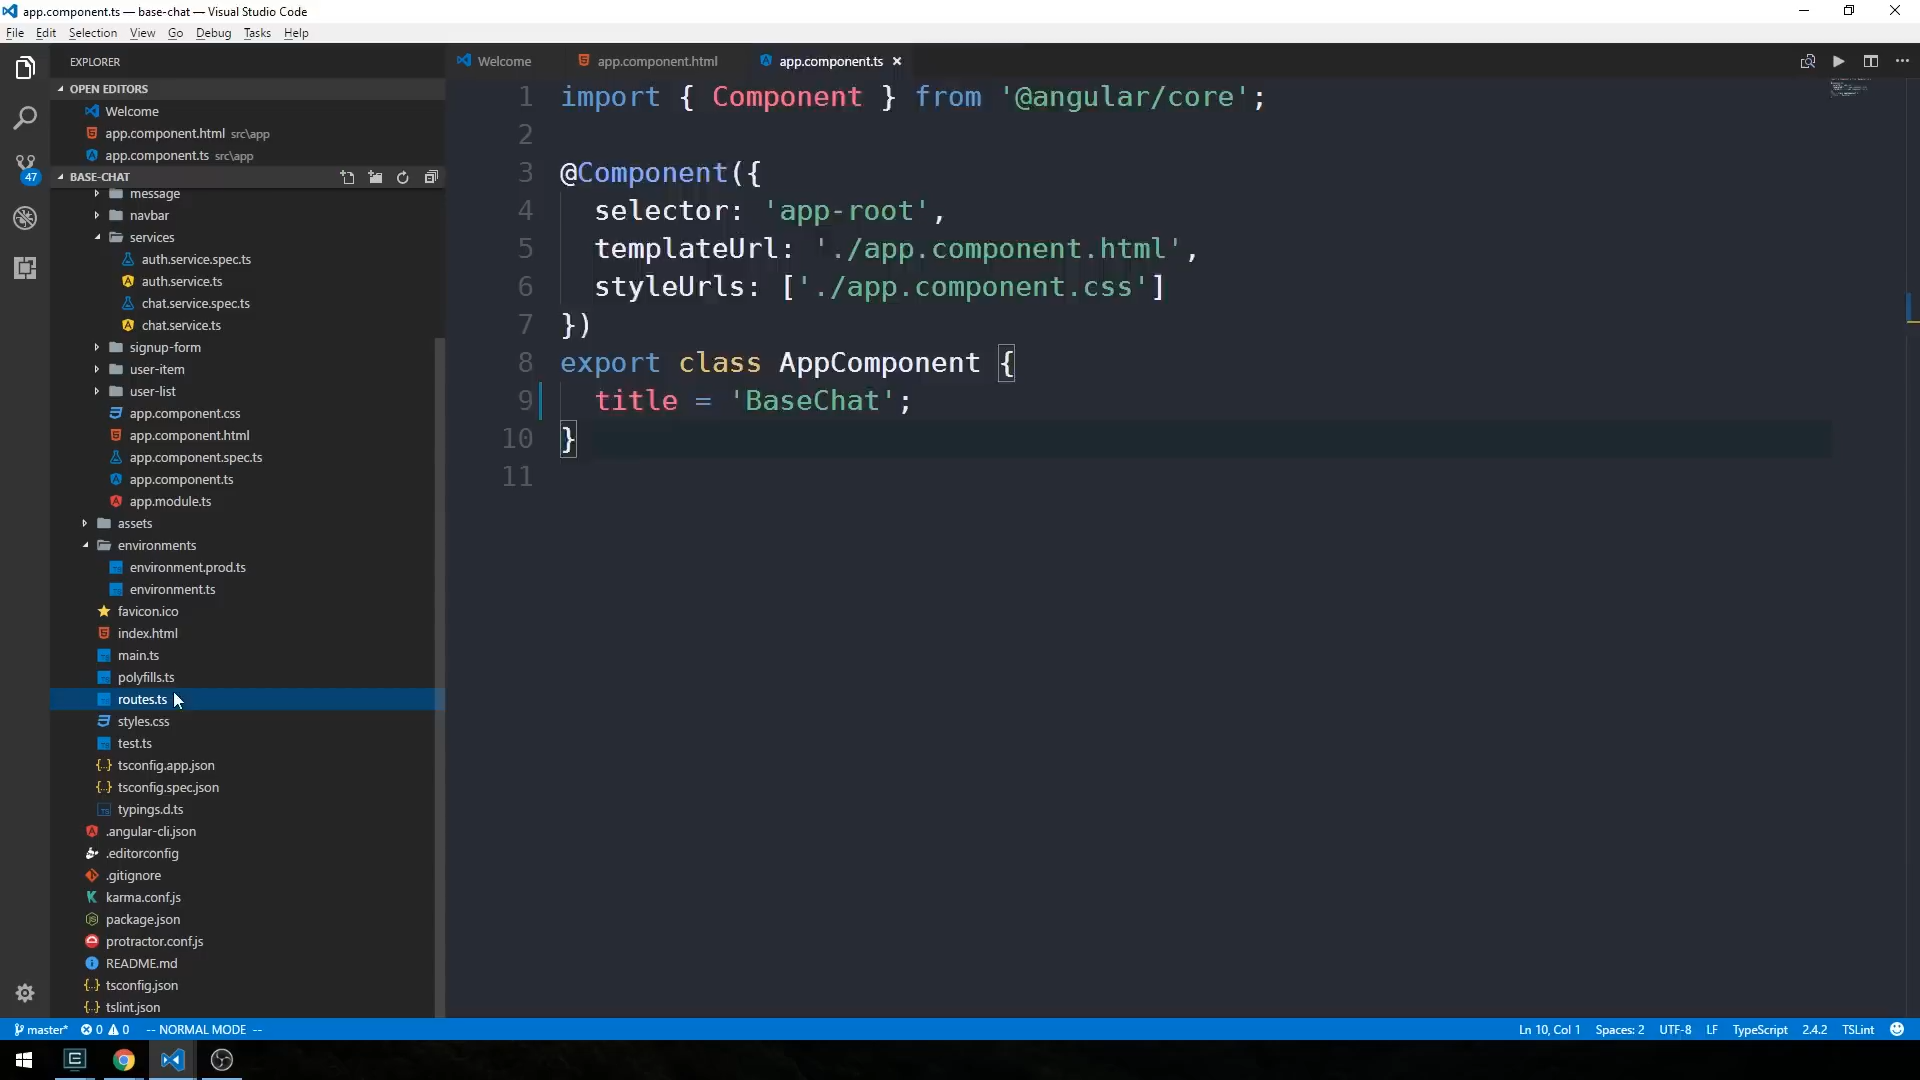 app.component.ts — base-chat — Visual Studio Code
File Edit Selection View Go Debug Tasks Help
EXPLORER
OPEN EDITORS
Welcome
app.component.html src\app
app.component.ts src\app
47
BASE-CHAT
message
navbar
services
auth.service.spec.ts
auth.service.ts
chat.service.spec.ts
chat.service.ts
signup-form
user-item
user-list
app.component.css
app.component.html
app.component.spec.ts
app.component.ts
app.module.ts
assets
environments
environment.prod.ts
environment.ts
favicon.ico
index.html
main.ts
polyfills.ts
routes.ts
styles.css
test.ts
tsconfig.app.json
tsconfig.spec.json
typings.d.ts
.angular-cli.json
.editorconfig
.gitignore
karma.conf.js
package.json
protractor.conf.js
README.md
tsconfig.json
tslint.json
Welcome app.component.html app.component.ts
1 import { Component } from '@angular/core';
2
3 @Component({
4 selector: 'app-root',
5 templateUrl: './app.component.html',
6 styleUrls: ['./app.component.css']
7 })
8 export class AppComponent {
9 title = 'BaseChat';
10 }
11
master* 0 0 -- NORMAL MODE -- Ln 10, Col 1 Spaces: 2 UTF-8 LF TypeScript 2.4.2 TSLint